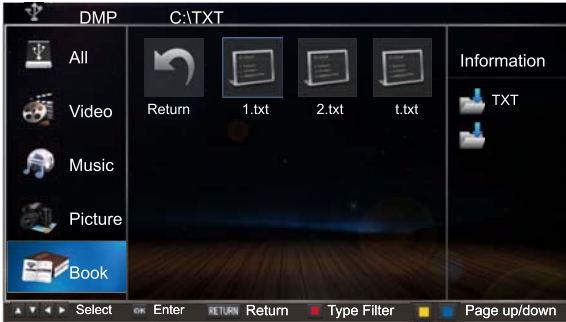 DMP C:\TXT
All
Video
Music
Picture
Book
Return 1.txt 2.txt t.txt
Information
TXT
Select OK Enter RETURN Return Type Filter Page up/down